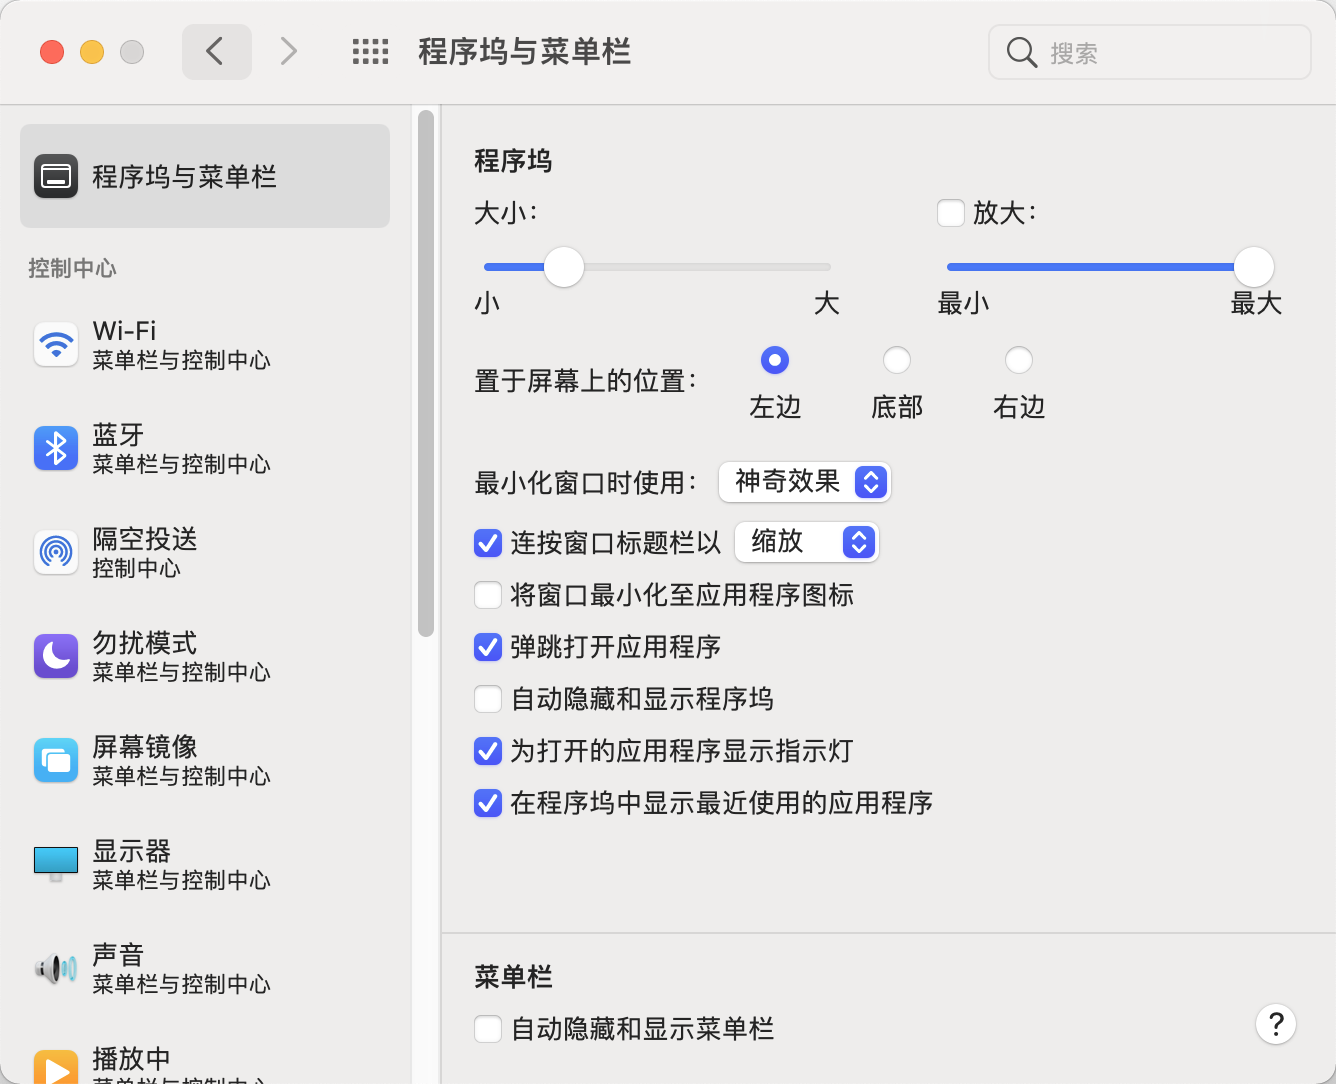 程序坞与菜单栏
搜索
程序坞与菜单栏
控制中心
Wi-Fi
菜单栏与控制中心
蓝牙
菜单栏与控制中心
隔空投送
控制中心
勿扰模式
菜单栏与控制中心
屏幕镜像
菜单栏与控制中心
显示器
菜单栏与控制中心
声音
菜单栏与控制中心
播放中
菜单栏与控制中心
程序坞
大小：
放大：
小 大
最小 最大
置于屏幕上的位置：
左边 底部 右边
最小化窗口时使用： 神奇效果
连按窗口标题栏以 缩放
将窗口最小化至应用程序图标
弹跳打开应用程序
自动隐藏和显示程序坞
为打开的应用程序显示指示灯
在程序坞中显示最近使用的应用程序
菜单栏
自动隐藏和显示菜单栏
?